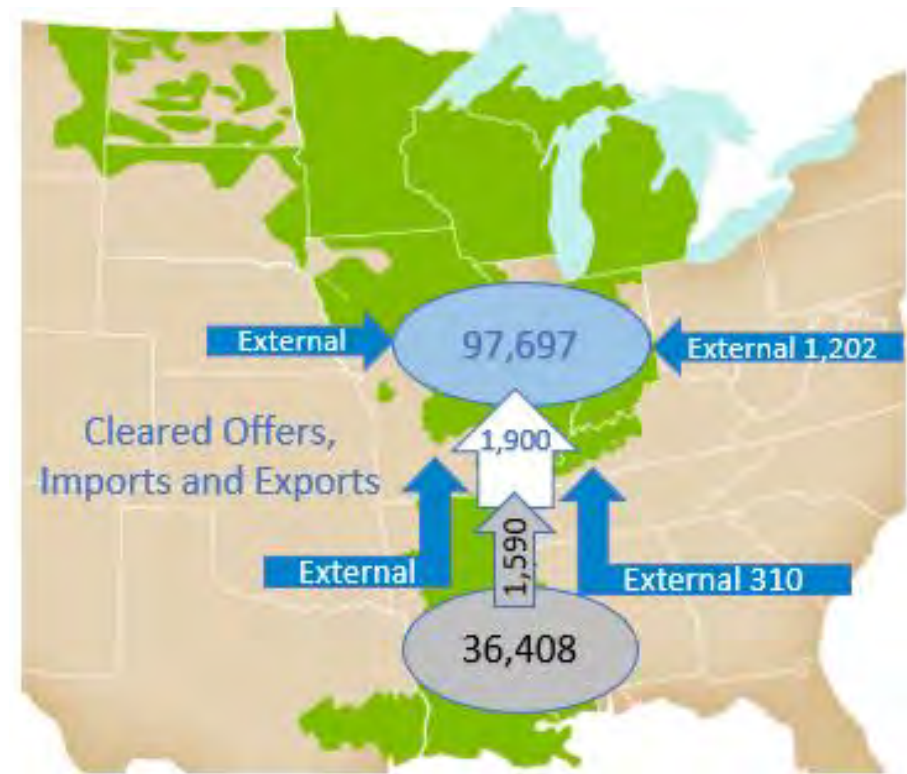 External
97,697
External 1,202
Cleared Offers,
Imports and Exports
1,900
1,590
External
External 310
36,408